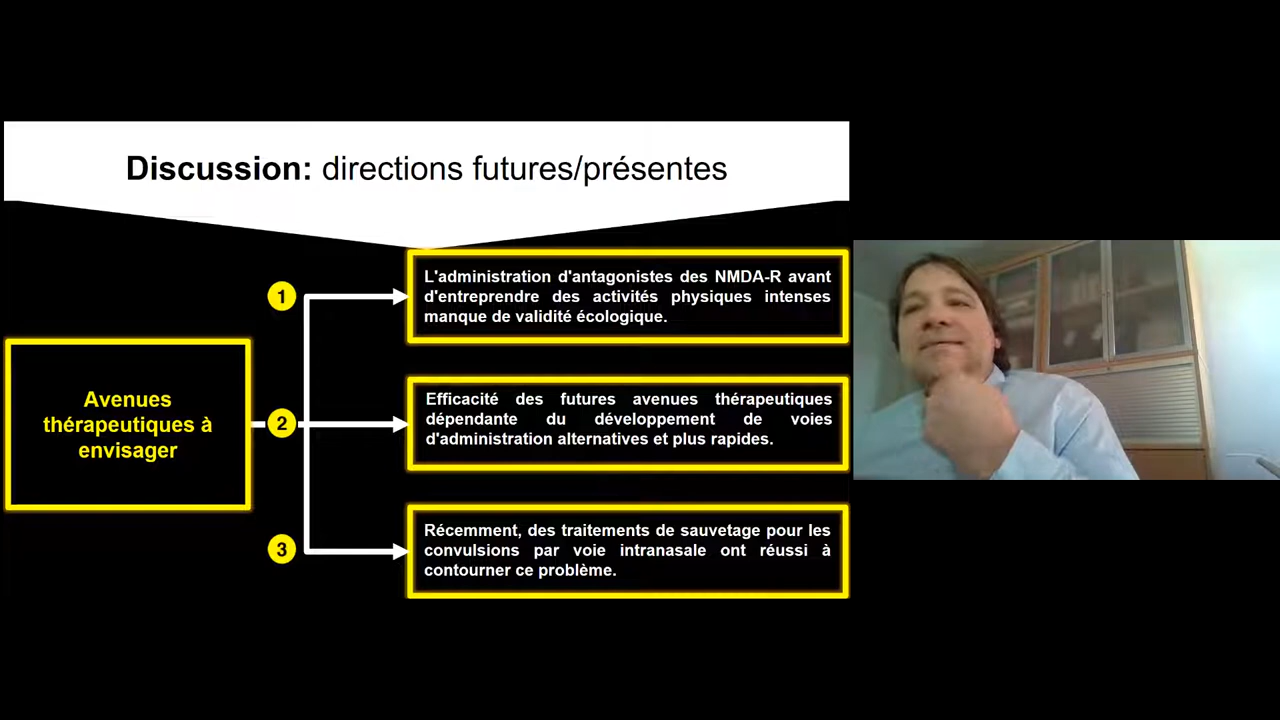 Discussion: directions futures/présentes
Avenues
thérapeutiques à
envisager
1
L'administration d'antagonistes des NMDA-R avant
d'entreprendre des activités physiques intenses
manque de validité écologique.
2
Efficacité des futures avenues thérapeutiques
dépendante du développement de voies
d'administration alternatives et plus rapides.
3
Récemment, des traitements de sauvetage pour les
convulsions par voie intranasale ont réussi à
contourner ce problème.